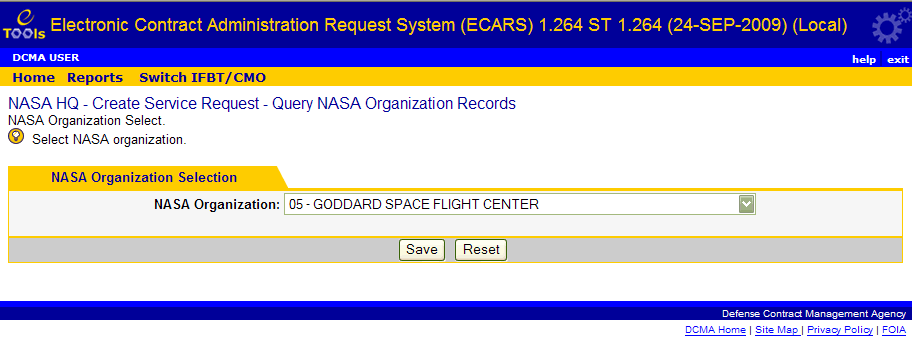 e TOOls Electronic Contract Administration Request System (ECARS) 1.264 ST 1.264 (24-SEP-2009) (Local)
DCMA USER help exit
Home Reports Switch IFBT/CMO
NASA HQ - Create Service Request - Query NASA Organization Records
NASA Organization Select.
Select NASA organization.
NASA Organization Selection
NASA Organization: 05 - GODDARD SPACE FLIGHT CENTER
Save Reset
Defense Contract Management Agency
DCMA Home | Site Map | Privacy Policy | FOIA